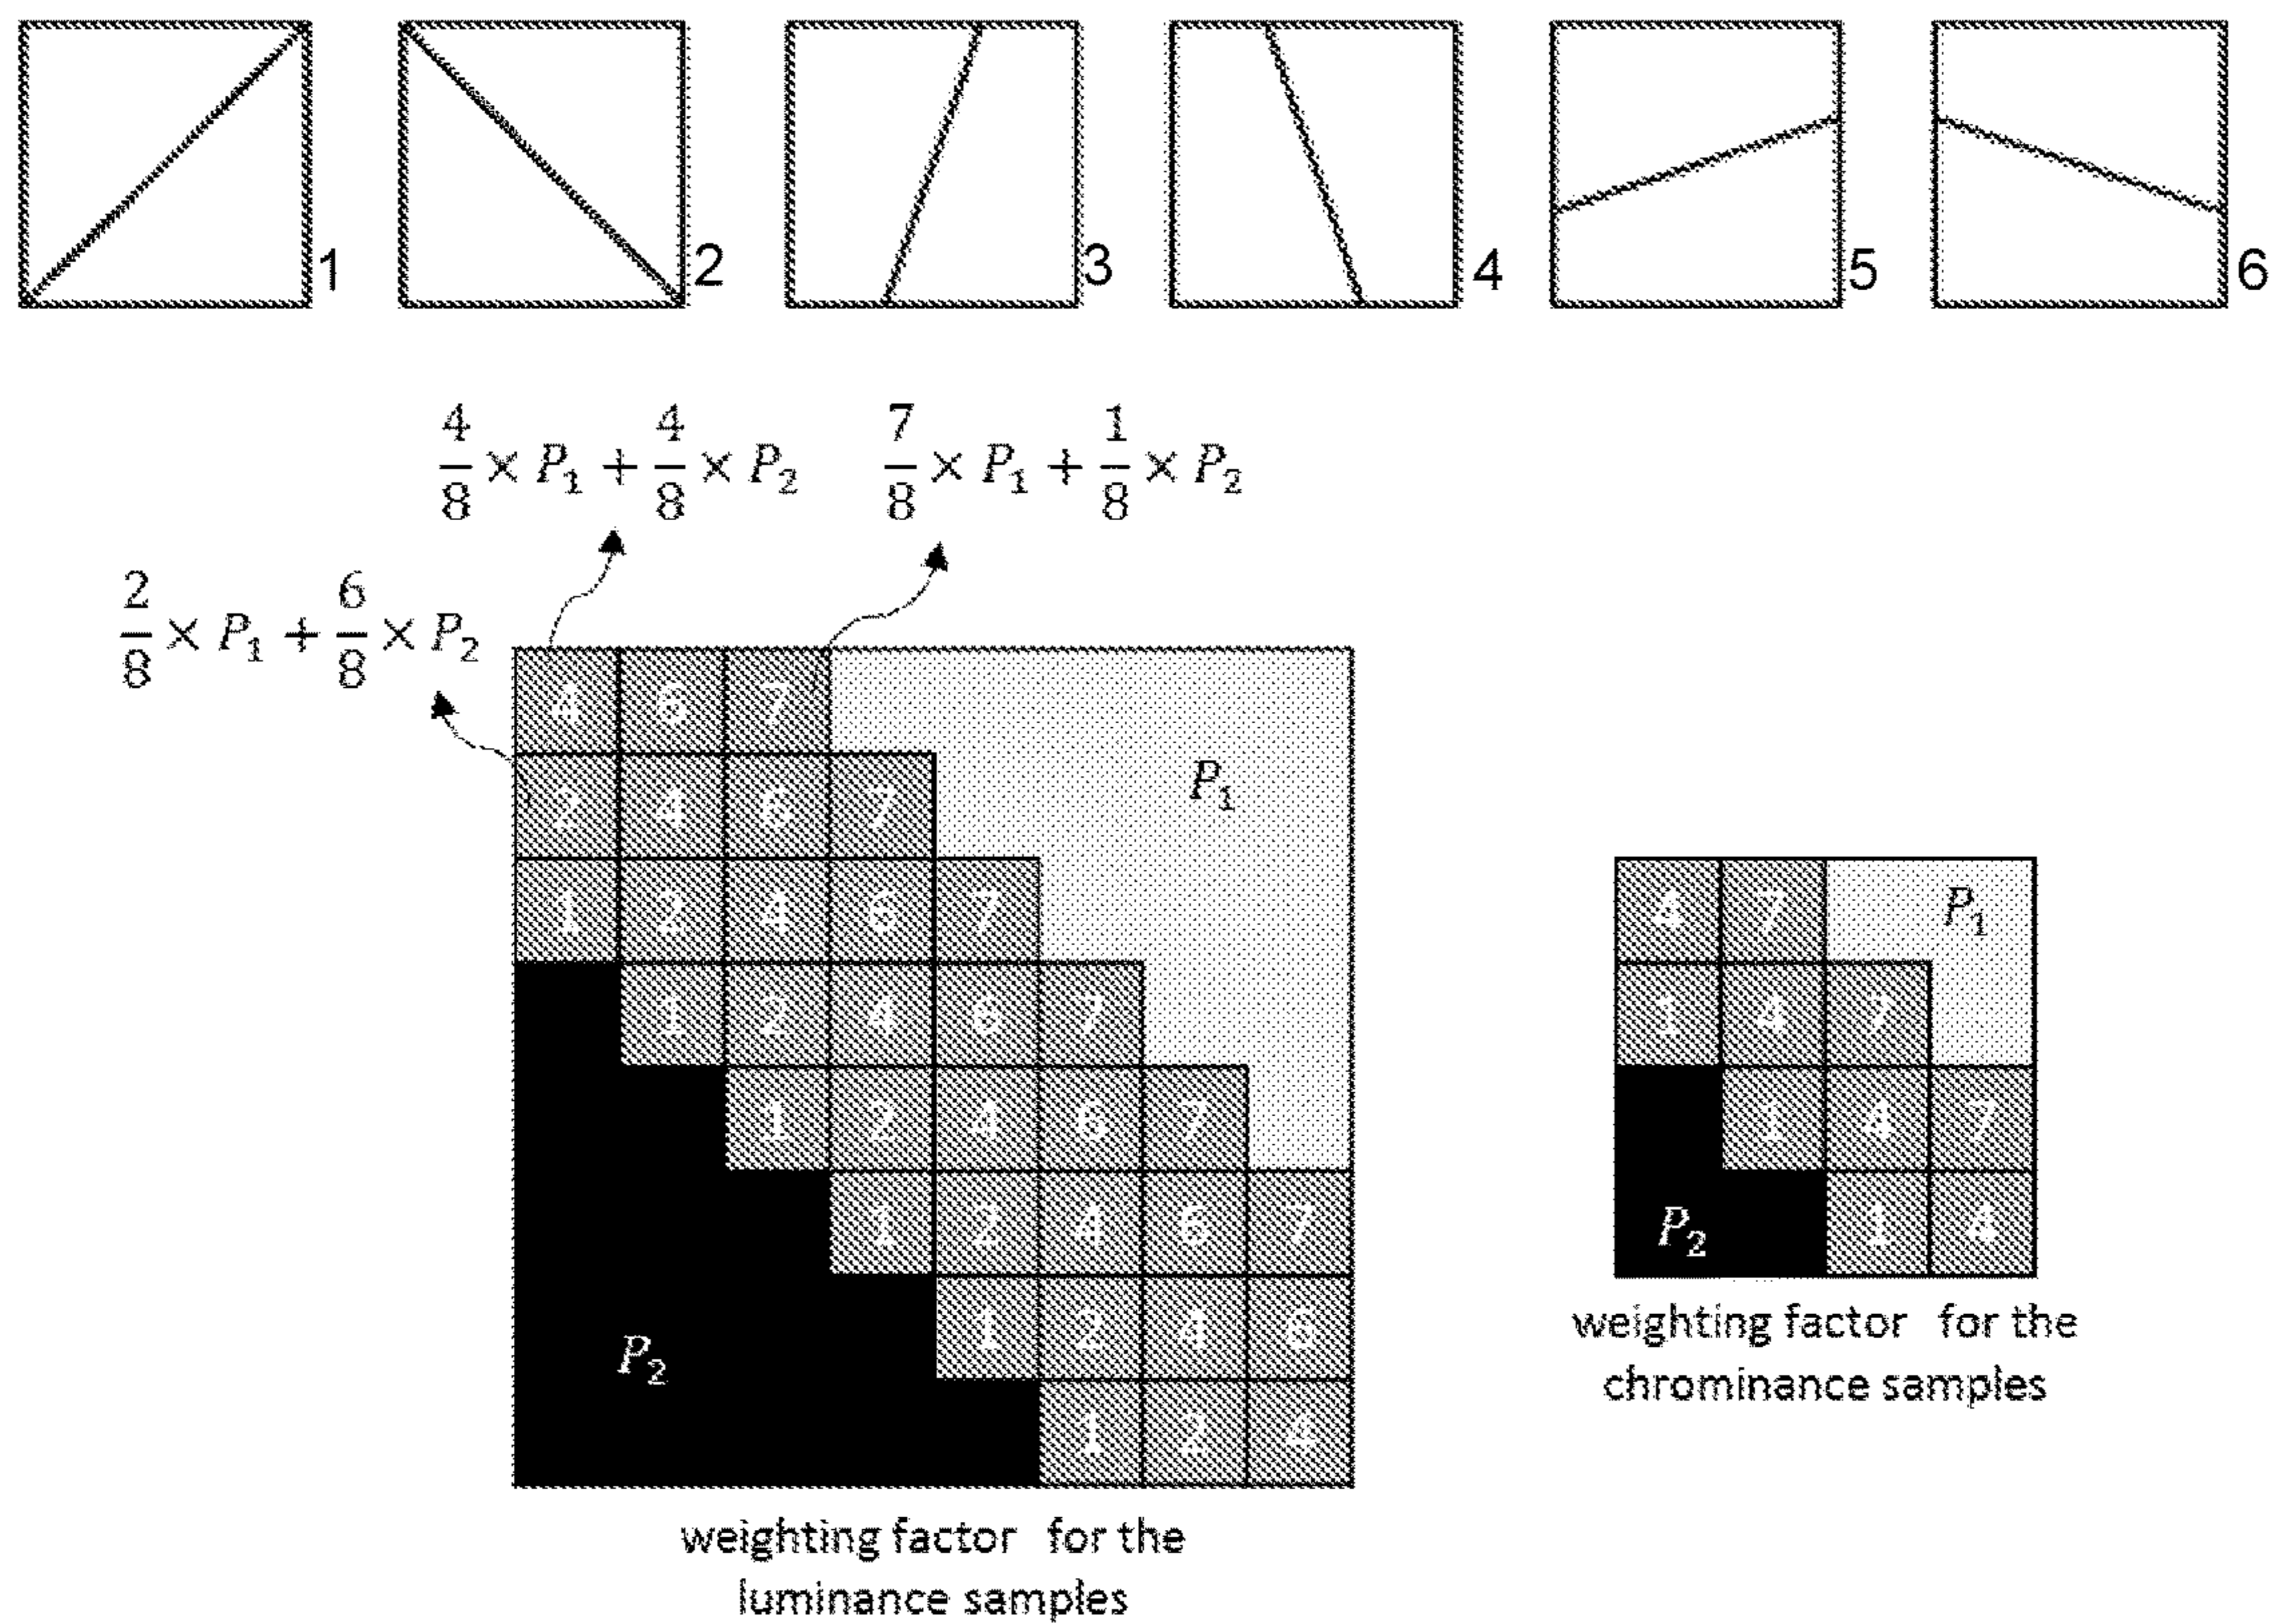 1 2 3 4 5 6
4/8 × P₁ + 4/8 × P₂ 7/8 × P₁ + 1/8 × P₂
2/8 × P₁ + 6/8 × P₂
4 6 7
P₁
2 4 6 7
1 2 4 6 7
1 2 4 6 7
1 2 4 6 7
1 2 4 6 7
1 2 4 6
P₂
1 2 4
weighting factor for the
luminance samples
4 7 P₁
1 4 7
1 4 7
P₂ 1 4
weighting factor for the
chrominance samples